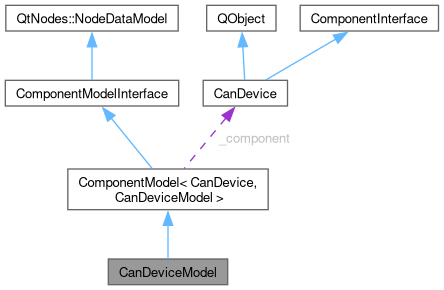 QtNodes::NodeDataModel
QObject
ComponentInterface
ComponentModelInterface
CanDevice
_component
ComponentModel< CanDevice,
CanDeviceModel >
CanDeviceModel